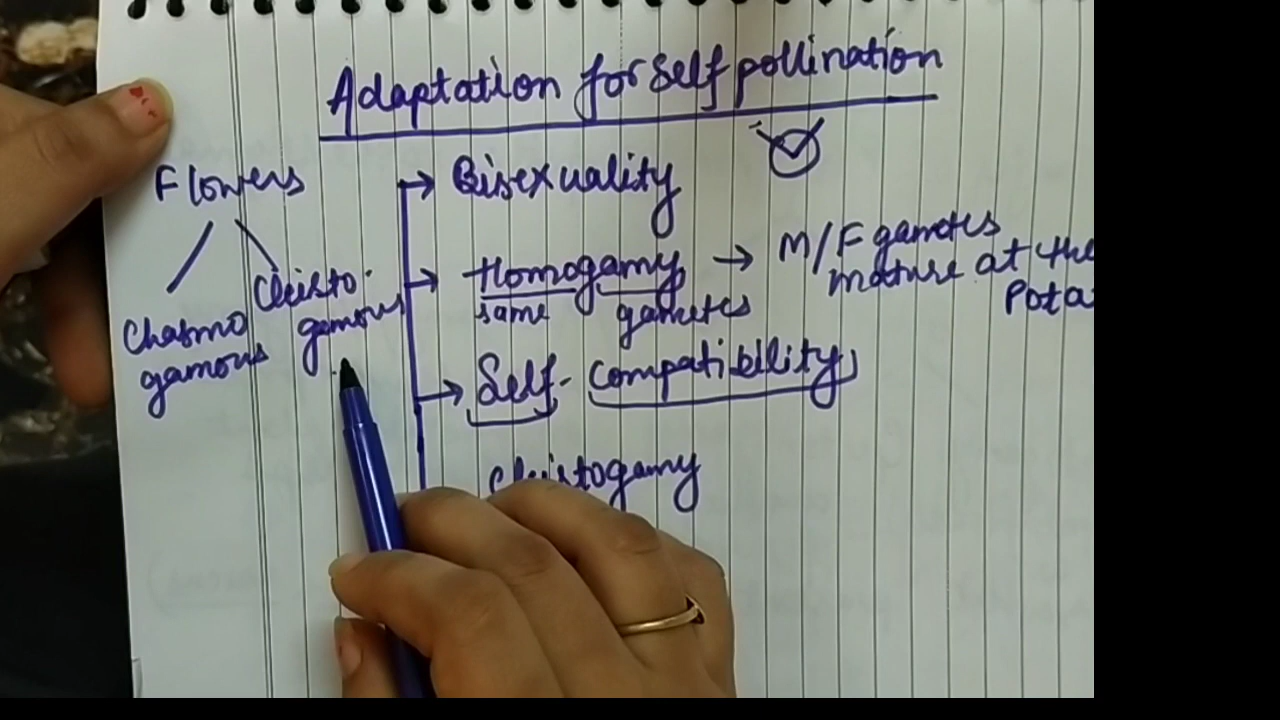 Adaptation for Self pollination
Flowers
Chasmo
gamous
Cleisto
gamous
Bisexuality
Homogamy → M/F gametes
mature at the
same gametes
Self-compatibility
Cleistogamy